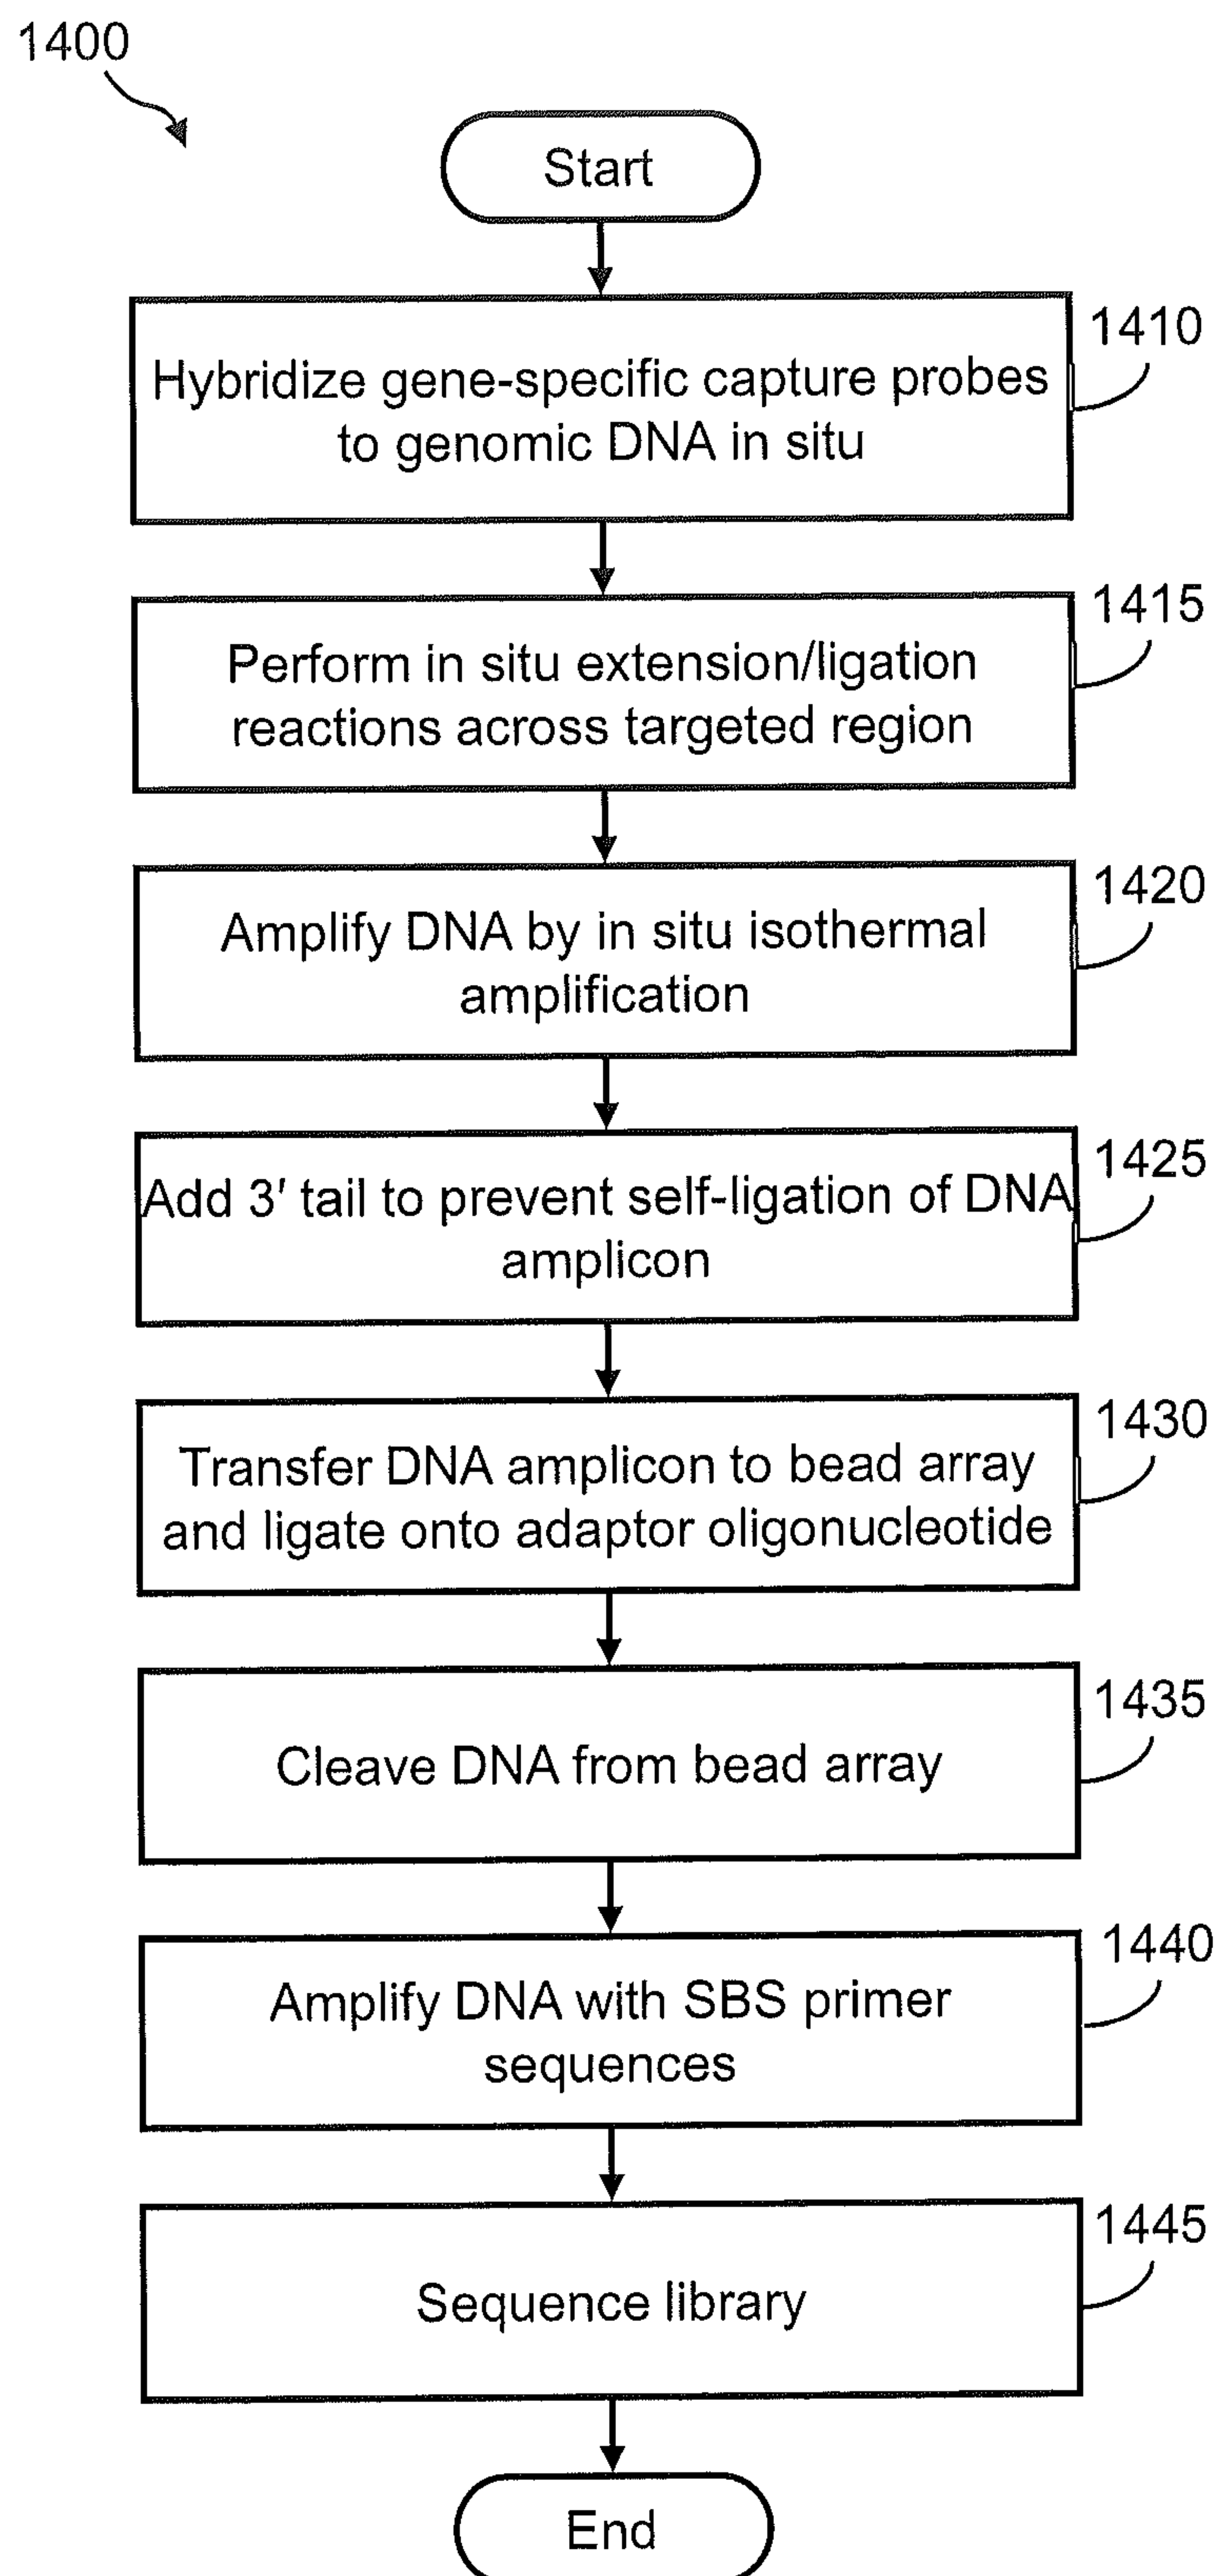 1400
Start
Hybridize gene-specific capture probes
to genomic DNA in situ
1410
Perform in situ extension/ligation
reactions across targeted region
1415
Amplify DNA by in situ isothermal
amplification
1420
Add 3′ tail to prevent self-ligation of DNA
amplicon
1425
Transfer DNA amplicon to bead array
and ligate onto adaptor oligonucleotide
1430
Cleave DNA from bead array
1435
Amplify DNA with SBS primer
sequences
1440
Sequence library
1445
End